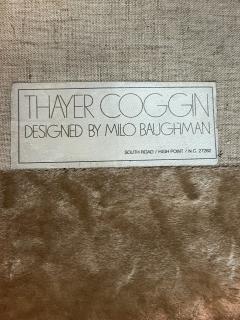 THAYER COGGIN
DESIGNED BY MILO BAUGHMAN
SOUTH ROAD / HIGH POINT / N.C. 27262